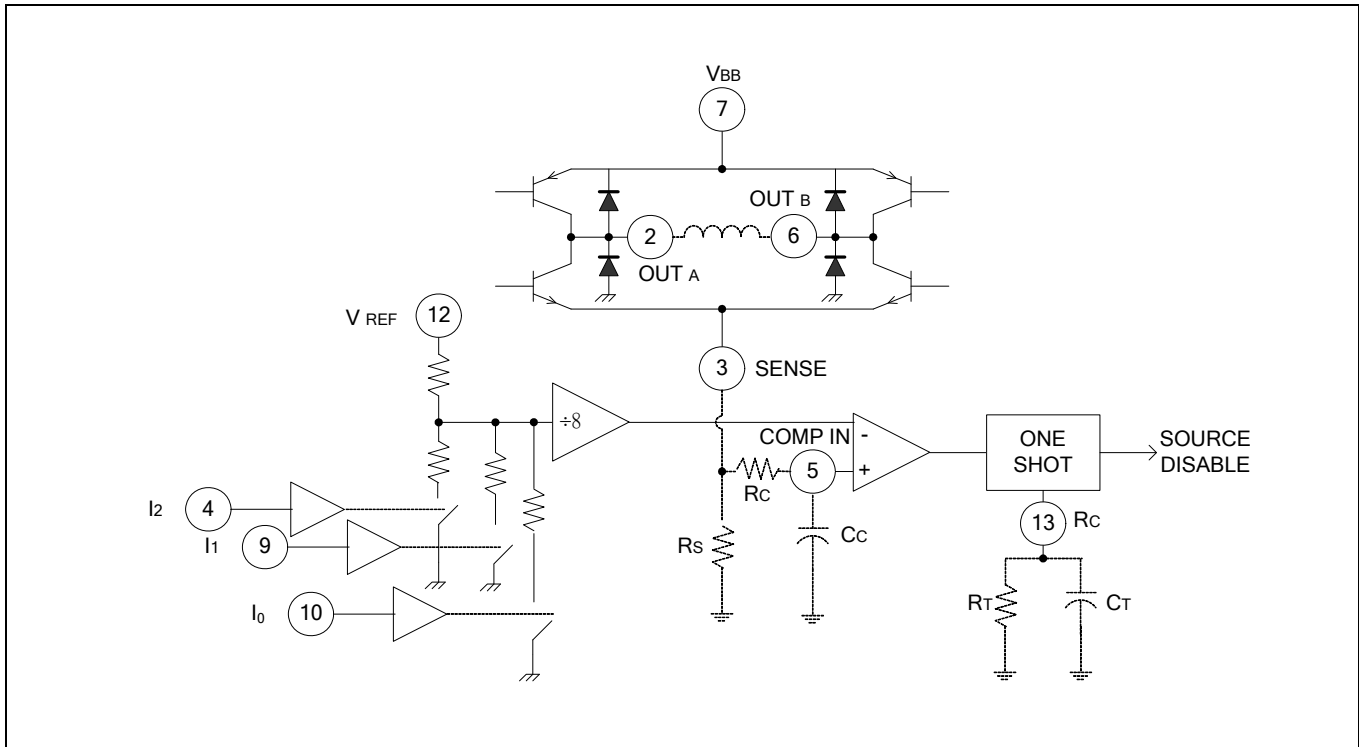 VBB
7
OUT B
2
6
OUT A
V REF
12
3
SENSE
÷8
COMP IN
-
+
5
RC
ONE
SHOT
SOURCE
DISABLE
I2
4
I1
9
RS
CC
13
RC
RT
CT
I0
10